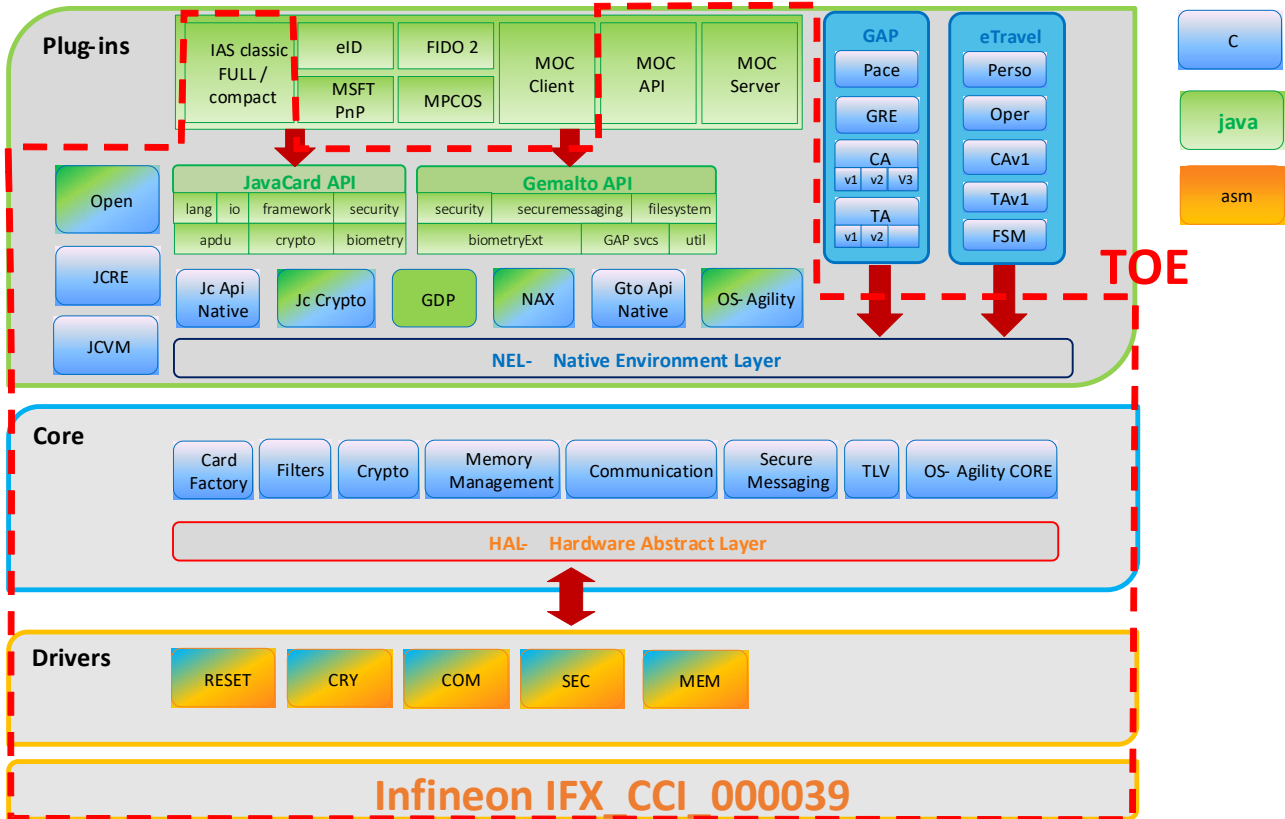 Plug-ins
IAS classic
FULL /
compact
eID
FIDO 2
MSFT
PnP
MPCOS
MOC
Client
MOC
API
MOC
Server
GAP
Pace
GRE
CA
v1 v2 V3
TA
v1 v2
eTravel
Perso
Oper
CAv1
TAv1
FSM
C
java
asm
TOE
Open
JCRE
JCVM
JavaCard API
lang io framework security
apdu crypto biometry
Gemalto API
security securemessaging filesystem
biometryExt GAP svcs util
Jc Api
Native
Jc Crypto
GDP
NAX
Gto Api
Native
OS- Agility
NEL- Native Environment Layer
Core
Card
Factory
Filters
Crypto
Memory
Management
Communication
Secure
Messaging
TLV
OS- Agility CORE
HAL- Hardware Abstract Layer
Drivers
RESET
CRY
COM
SEC
MEM
Infineon IFX_CCI_000039